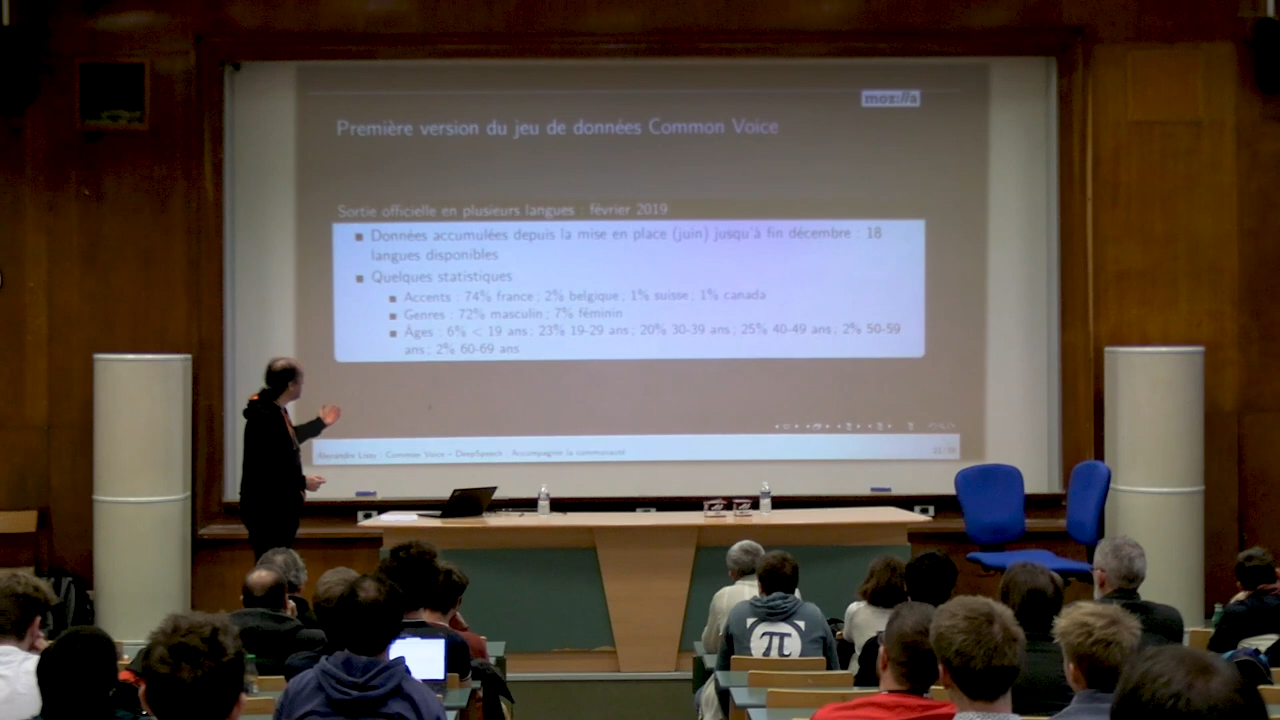 moz://a
Première version du jeu de données Common Voice
Sortie officielle en plusieurs langues : février 2019
Données accumulées depuis la mise en place (juin) jusqu'à fin décembre : 18
langues disponibles
Quelques statistiques
Accents : 74% france ; 2% belgique ; 1% suisse ; 1% canada
Genres : 72% masculin ; 7% féminin
Âges : 6% < 19 ans ; 23% 19-29 ans ; 20% 30-39 ans ; 25% 40-49 ans ; 2% 50-59
ans ; 2% 60-69 ans
Alexandre Common Voice – DeepSpeech : Accompagner la communauté
π